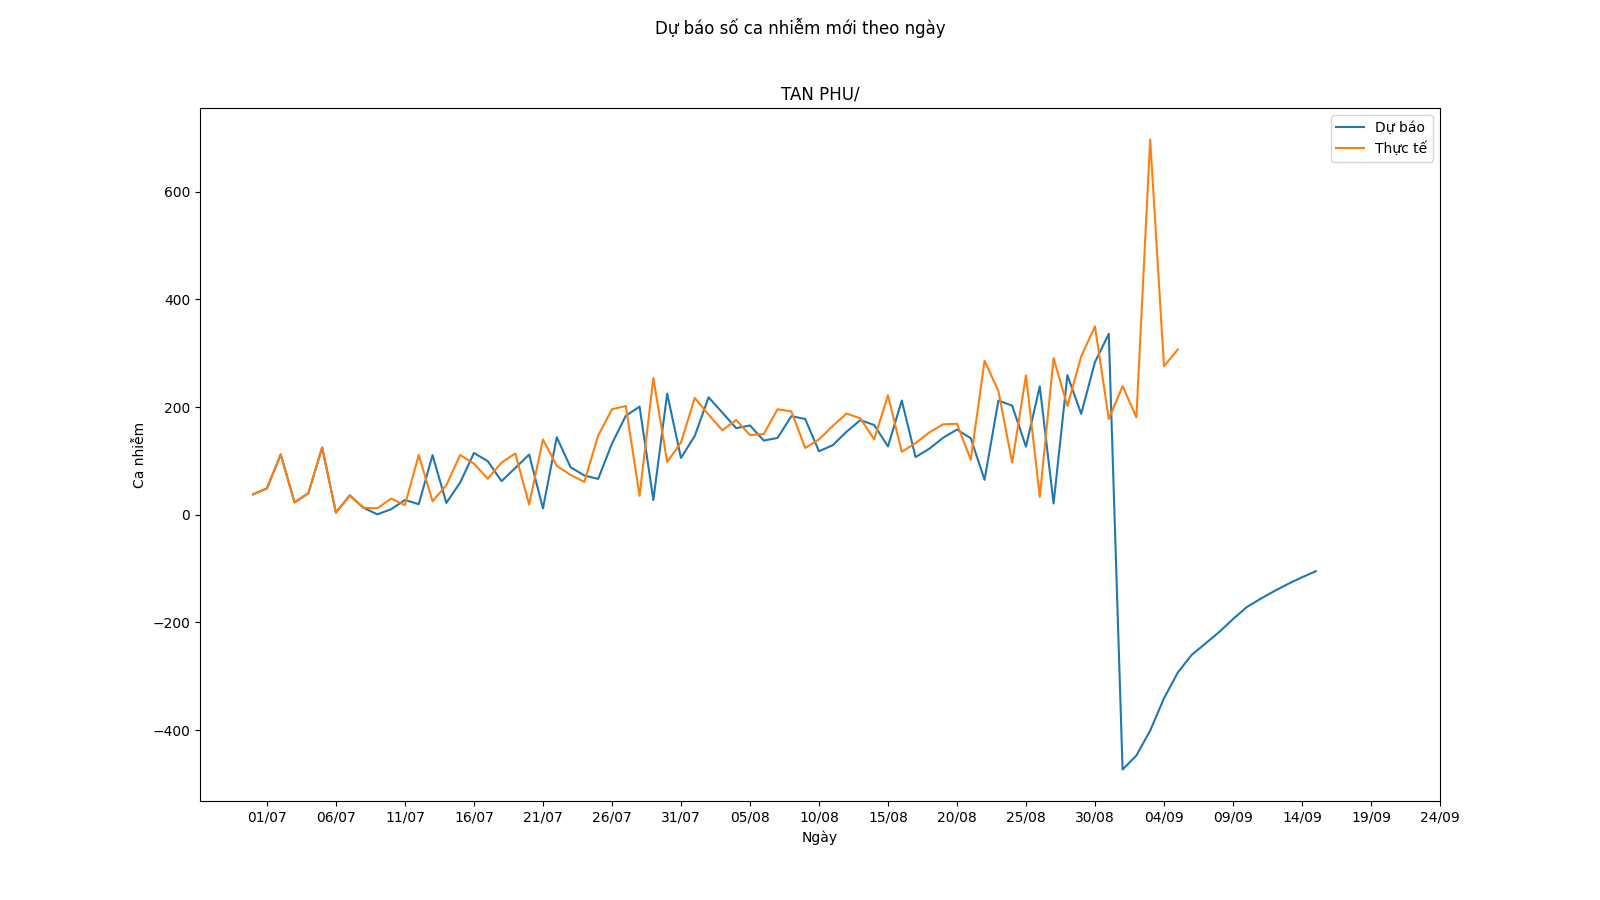 Dự báo số ca nhiễm mới theo ngày
TAN PHU/
Dự báo
Thực tế
600
400
200
0
−200
−400
Ca nhiễm
01/07 06/07 11/07 16/07 21/07 26/07 31/07 05/08 10/08 15/08 20/08 25/08 30/08 04/09 09/09 14/09 19/09 24/09
Ngày